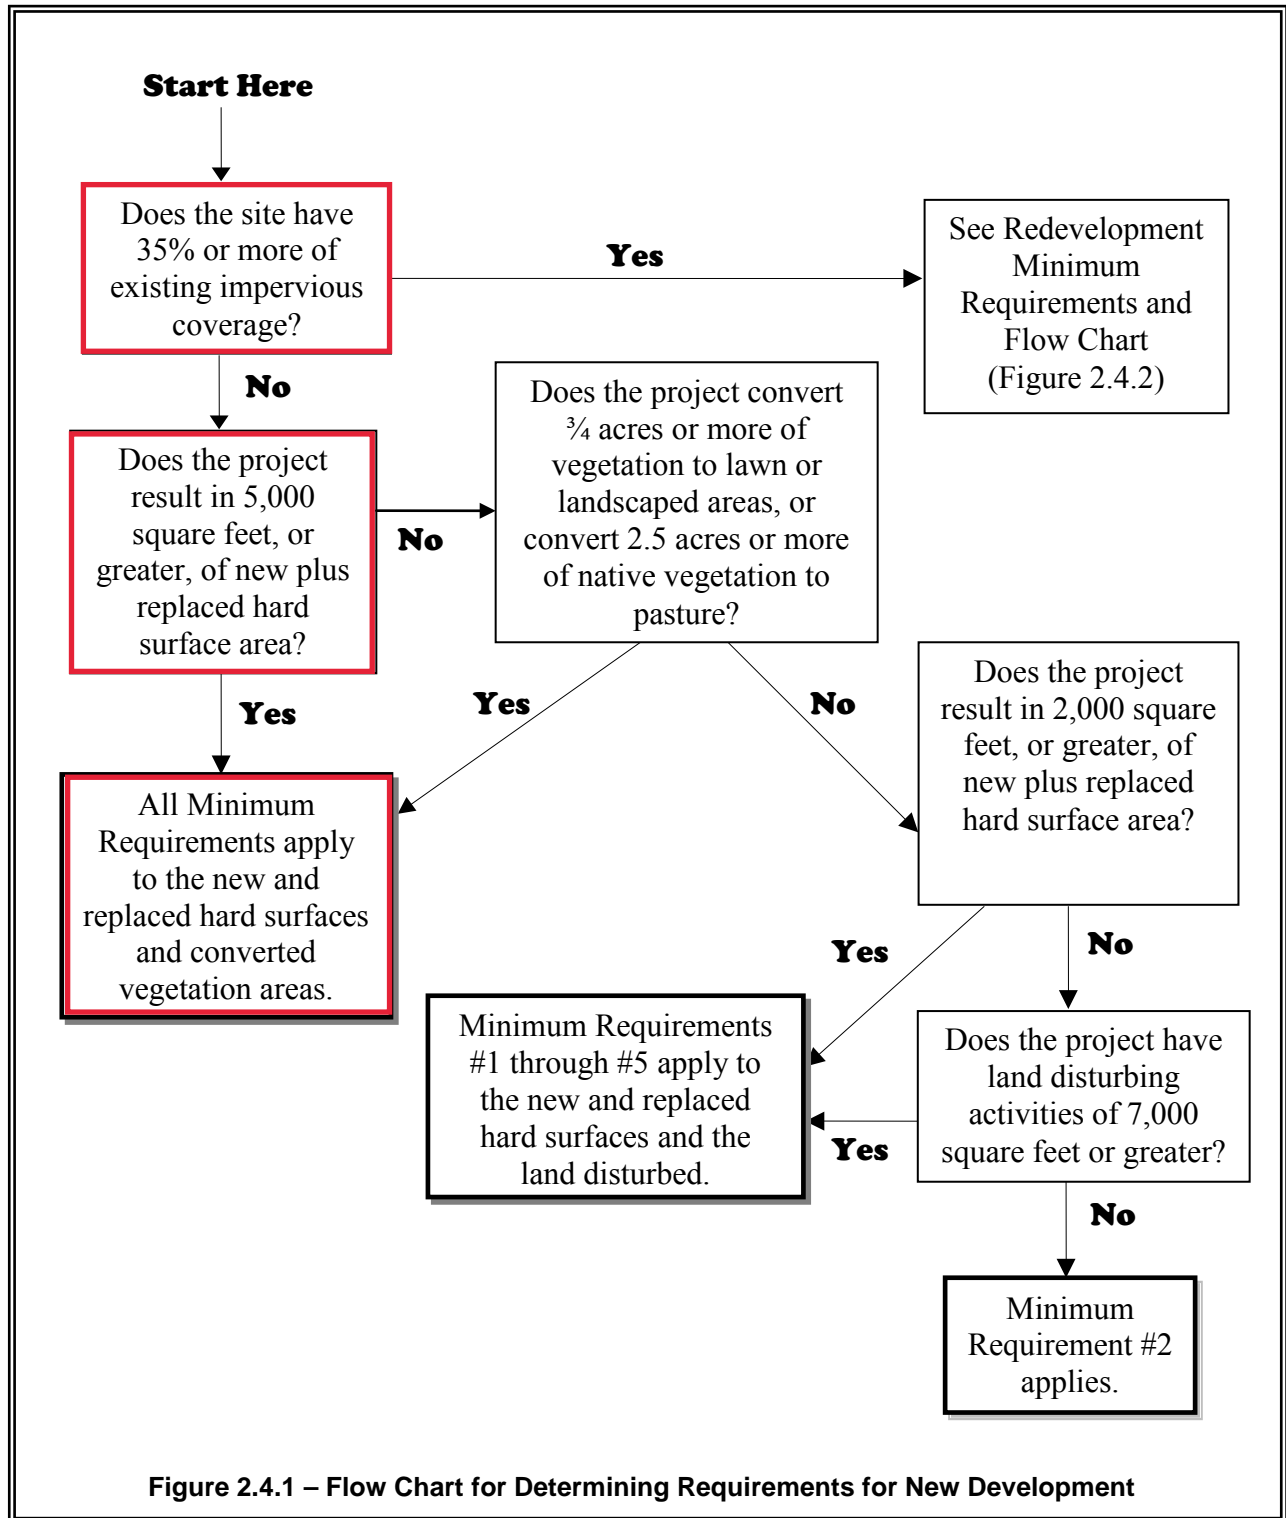 Start Here
Does the site have
35% or more of
existing impervious
coverage?
Yes
See Redevelopment
Minimum
Requirements and
Flow Chart
(Figure 2.4.2)
No
Does the project
result in 5,000
square feet, or
greater, of new plus
replaced hard
surface area?
No
Does the project convert
¾ acres or more of
vegetation to lawn or
landscaped areas, or
convert 2.5 acres or more
of native vegetation to
pasture?
Yes
Yes
No
Does the project
result in 2,000 square
feet, or greater, of
new plus replaced
hard surface area?
All Minimum
Requirements apply
to the new and
replaced hard surfaces
and converted
vegetation areas.
Yes
No
Minimum Requirements
#1 through #5 apply to
the new and replaced
hard surfaces and the
land disturbed.
Yes
Does the project have
land disturbing
activities of 7,000
square feet or greater?
No
Minimum
Requirement #2
applies.
Figure 2.4.1 – Flow Chart for Determining Requirements for New Development